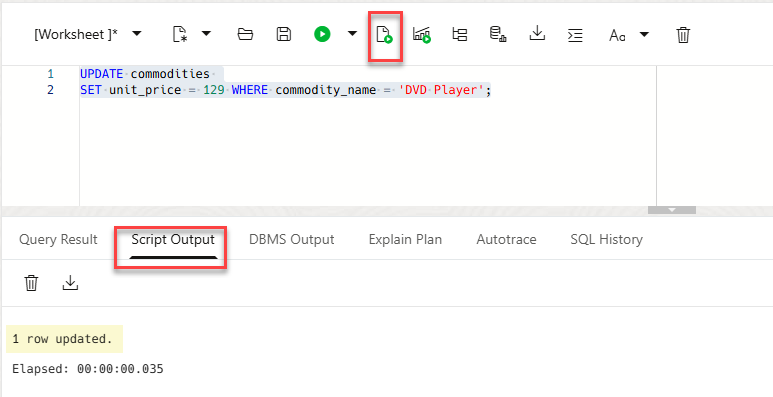 [Worksheet ]*
Aa
1 UPDATE commodities
2 SET unit_price = 129 WHERE commodity_name = 'DVD Player';
Query Result Script Output DBMS Output Explain Plan Autotrace SQL History
1 row updated.
Elapsed: 00:00:00.035